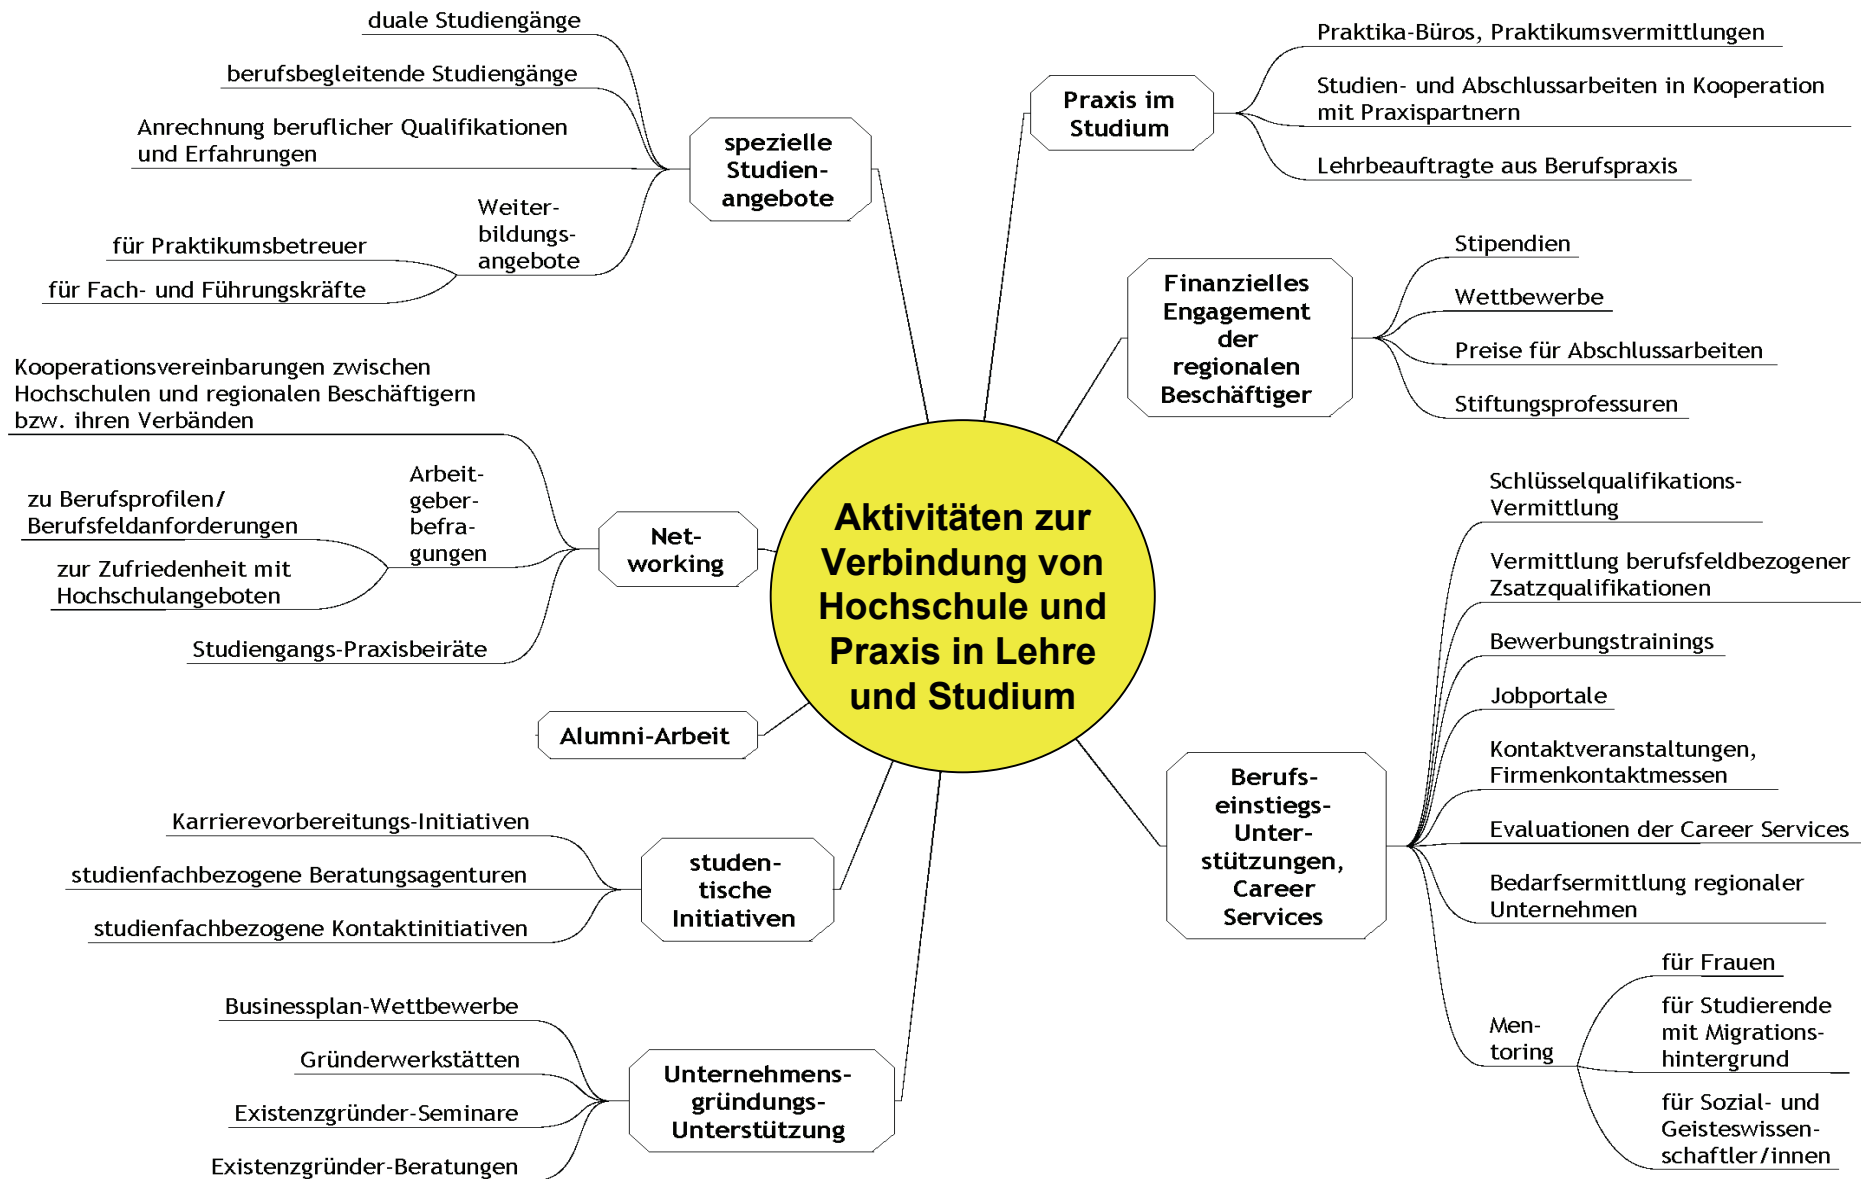 duale Studiengänge
berufsbegleitende Studiengänge
Anrechnung beruflicher Qualifikationen
und Erfahrungen
Weiter-
bildungs-
angebote
für Praktikumsbetreuer
für Fach- und Führungskräfte
spezielle
Studien-
angebote
Kooperationsvereinbarungen zwischen
Hochschulen und regionalen Beschäftigern
bzw. ihren Verbänden
Arbeit-
geber-
befra-
gungen
zu Berufsprofilen/
Berufsfeldanforderungen
zur Zufriedenheit mit
Hochschulangeboten
Studiengangs-Praxisbeiräte
Net-
working
Alumni-Arbeit
Karrierevorbereitungs-Initiativen
studienfachbezogene Beratungsagenturen
studienfachbezogene Kontaktinitiativen
studen-
tische
Initiativen
Businessplan-Wettbewerbe
Gründerwerkstätten
Existenzgründer-Seminare
Existenzgründer-Beratungen
Unternehmens-
gründungs-
Unterstützung
Aktivitäten zur
Verbindung von
Hochschule und
Praxis in Lehre
und Studium
Praxis im
Studium
Praktika-Büros, Praktikumsvermittlungen
Studien- und Abschlussarbeiten in Kooperation
mit Praxispartnern
Lehrbeauftragte aus Berufspraxis
Finanzielles
Engagement
der
regionalen
Beschäftiger
Stipendien
Wettbewerbe
Preise für Abschlussarbeiten
Stiftungsprofessuren
Berufs-
einstiegs-
Unter-
stützungen,
Career
Services
Schlüsselqualifikations-
Vermittlung
Vermittlung berufsfeldbezogener
Zsatzqualifikationen
Bewerbungstrainings
Jobportale
Kontaktveranstaltungen,
Firmenkontaktmessen
Evaluationen der Career Services
Bedarfsermittlung regionaler
Unternehmen
Men-
toring
für Frauen
für Studierende
mit Migrations-
hintergrund
für Sozial- und
Geisteswissen-
schaftler/innen